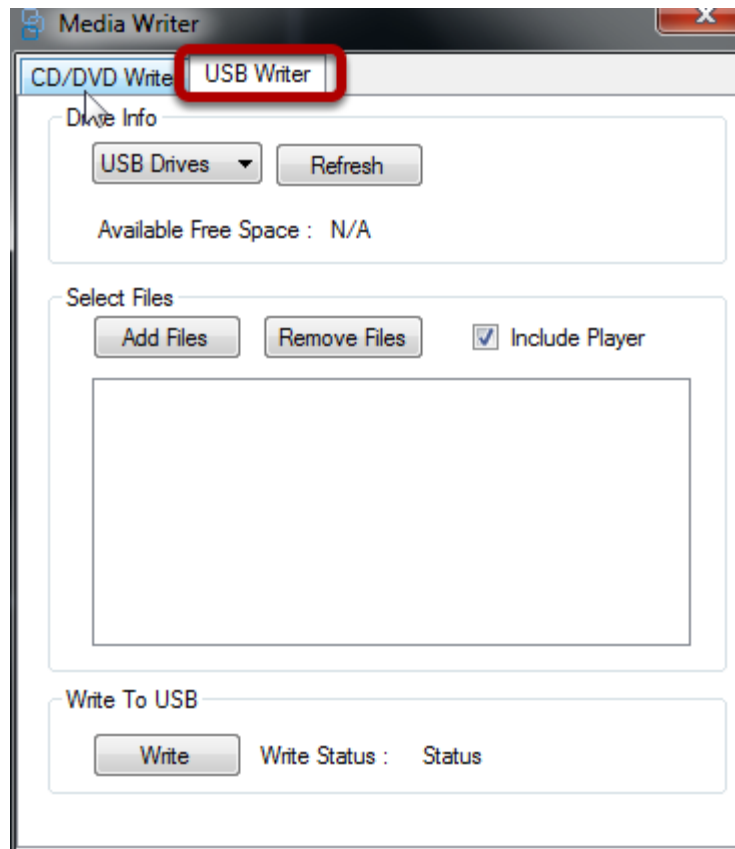 Media Writer
CD/DVD Write USB Writer
Drive Info
USB Drives Refresh
Available Free Space : N/A
Select Files
Add Files Remove Files Include Player
Write To USB
Write Write Status : Status